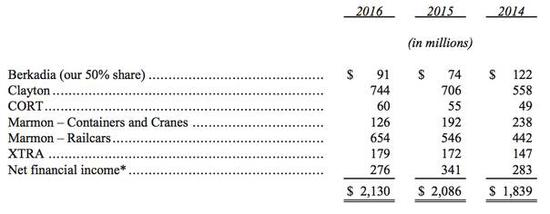 2016 2015 2014
(in millions)
Berkadia (our 50% share) ................................................ $ 91 $ 74 $ 122
Clayton ........................................................................ 744 706 558
CORT .......................................................................... 60 55 49
Marmon – Containers and Cranes .................................... 126 192 238
Marmon – Railcars ......................................................... 654 546 442
XTRA .......................................................................... 179 172 147
Net financial income* .................................................... 276 341 283
$ 2,130 $ 2,086 $ 1,839